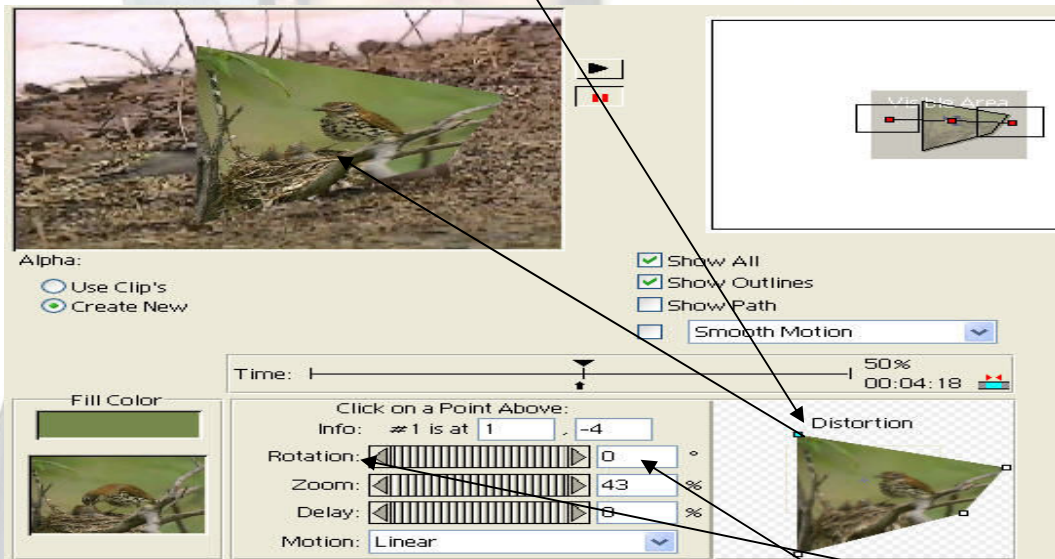 Visible Area
Alpha:
Use Clip's
Create New
Show All
Show Outlines
Show Path
Smooth Motion
Time:
50%
00:04:18
Fill Color
Click on a Point Above:
Info: #1 is at 1 , -4
Rotation: 0 °
Zoom: 43 %
Delay: 0 %
Motion: Linear
Distortion